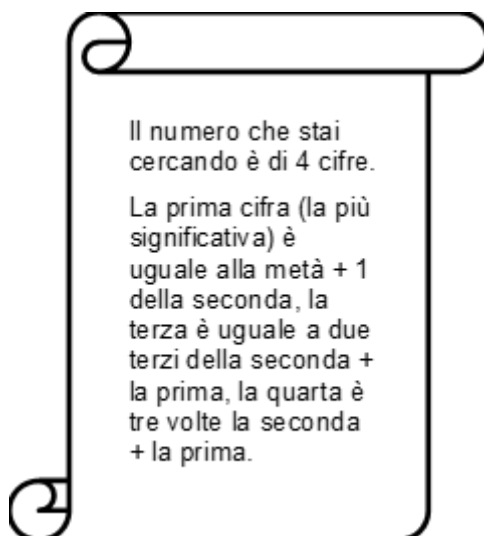 Il numero che stai
cercando è di 4 cifre.
La prima cifra (la più
significativa) è
uguale alla metà + 1
della seconda, la
terza è uguale a due
terzi della seconda +
la prima, la quarta è
tre volte la seconda
+ la prima.